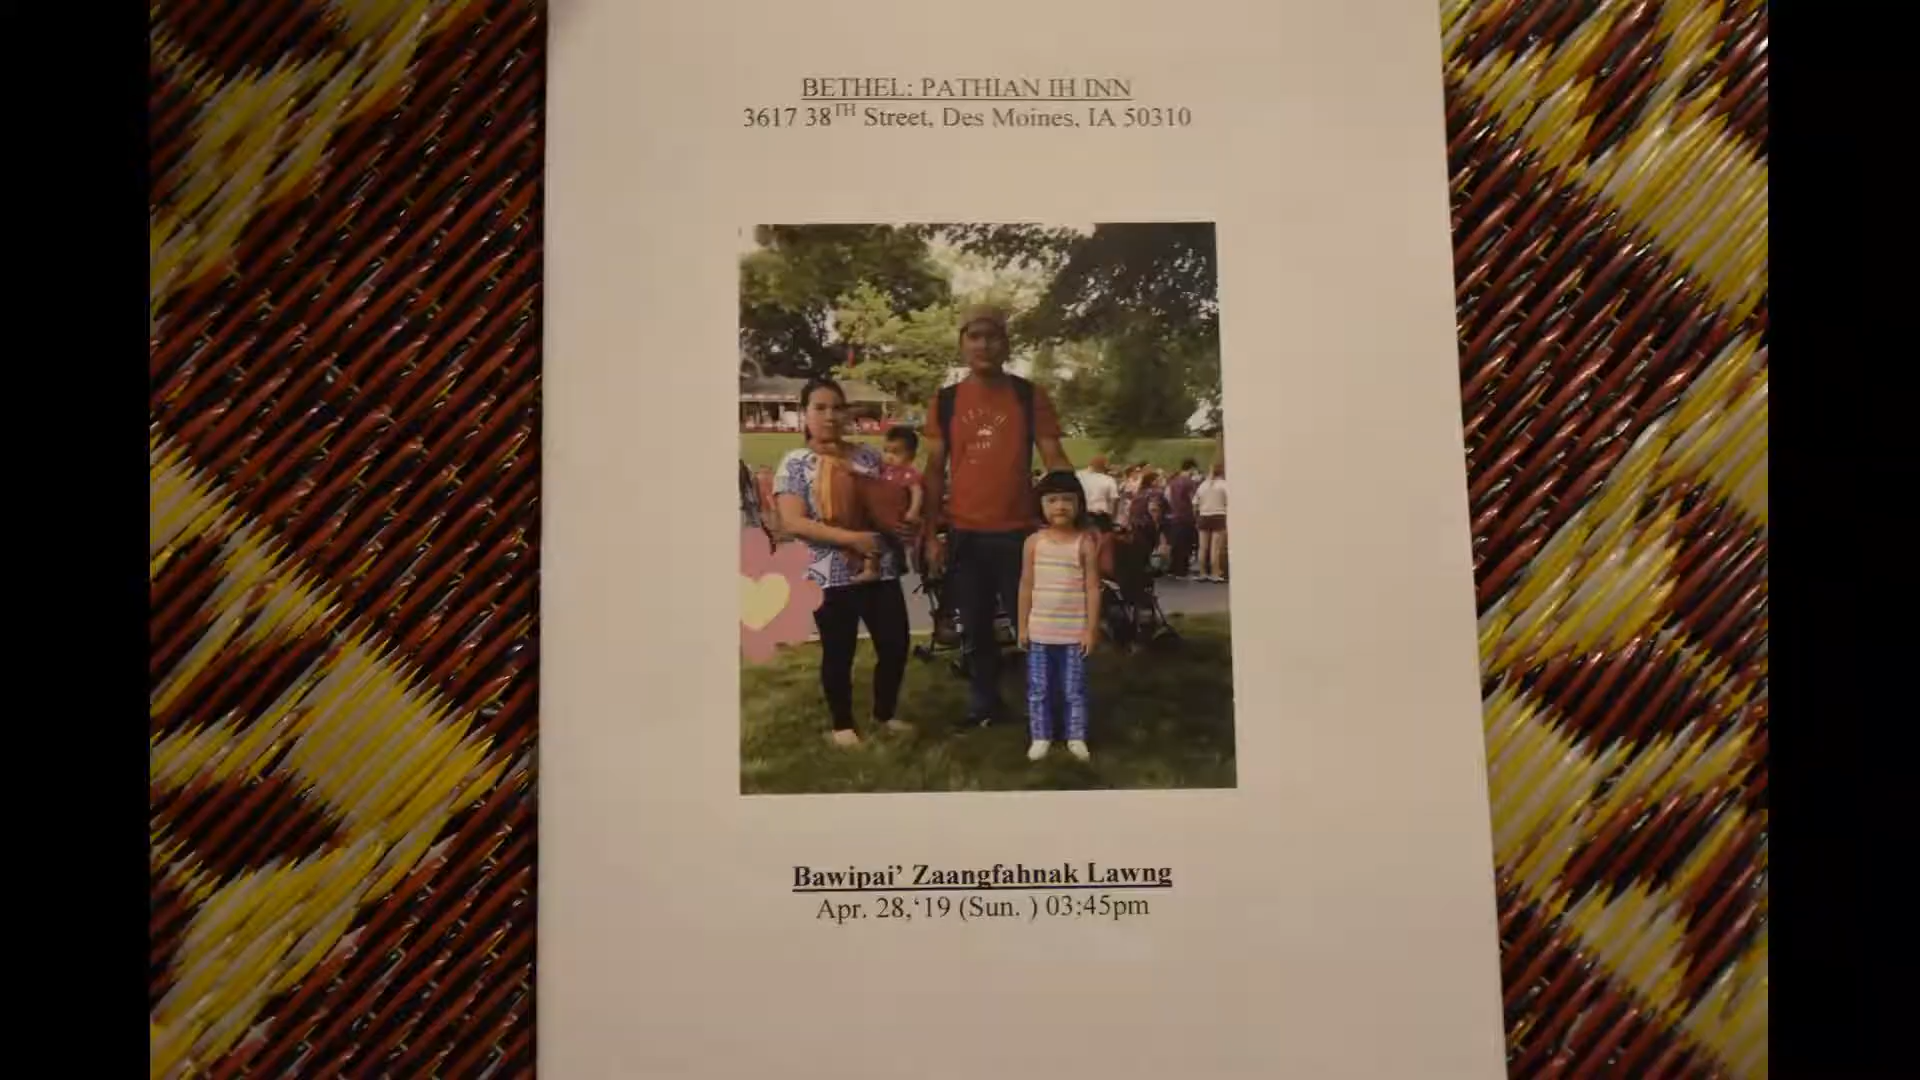 BETHEL: PATHIAN IH INN
3617 38TH Street, Des Moines, IA 50310
Bawipai’ Zaangfahnak Lawng
Apr. 28,‘19 (Sun. ) 03:45pm